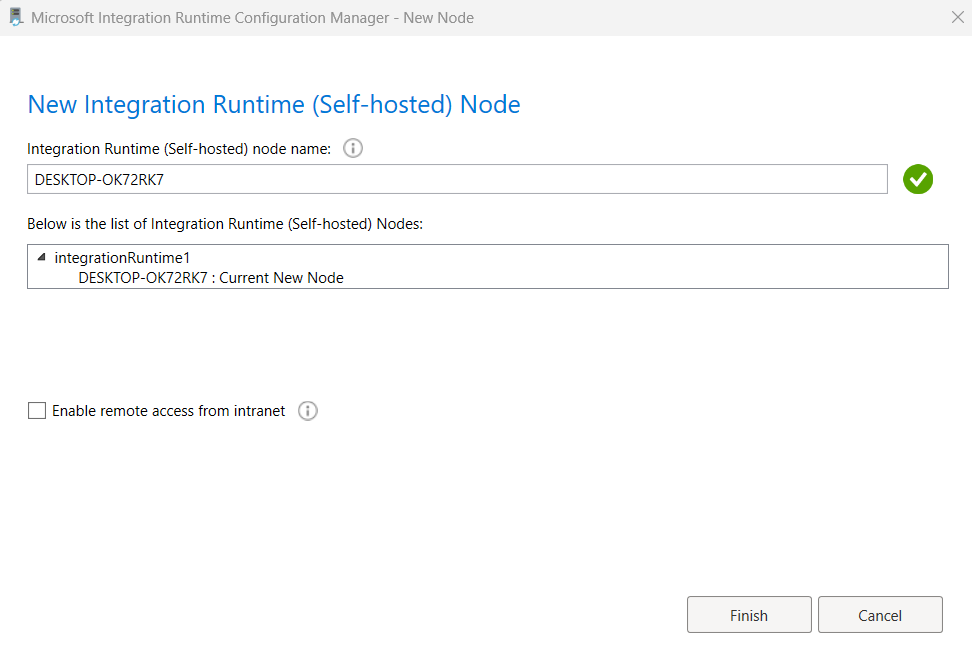 Microsoft Integration Runtime Configuration Manager - New Node
New Integration Runtime (Self-hosted) Node
Integration Runtime (Self-hosted) node name:
DESKTOP-OK72RK7
Below is the list of Integration Runtime (Self-hosted) Nodes:
integrationRuntime1
DESKTOP-OK72RK7 : Current New Node
Enable remote access from intranet
Finish
Cancel